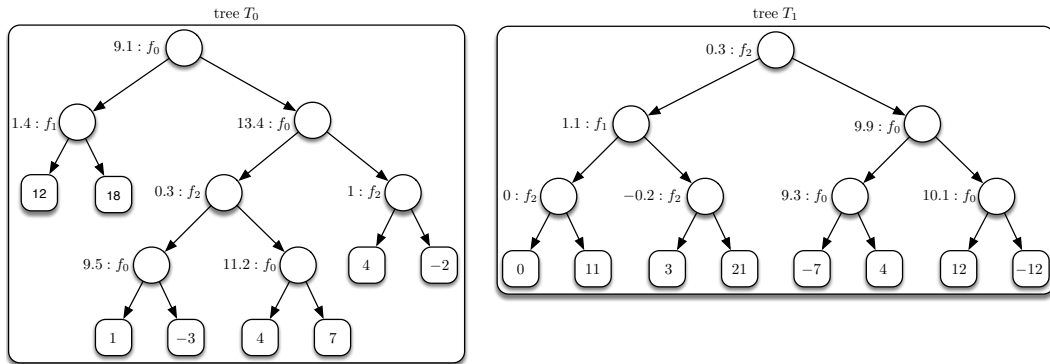 tree T₀ tree T₁
9.1 : f₀ 0.3 : f₂
1.4 : f₁ 13.4 : f₀ 1.1 : f₁ 9.9 : f₀
12 18 0.3 : f₂ 1 : f₂ 0 : f₂ −0.2 : f₂ 9.3 : f₀ 10.1 : f₀
9.5 : f₀ 11.2 : f₀ 4 −2 0 11 3 21 −7 4 12 −12
1 −3 4 7